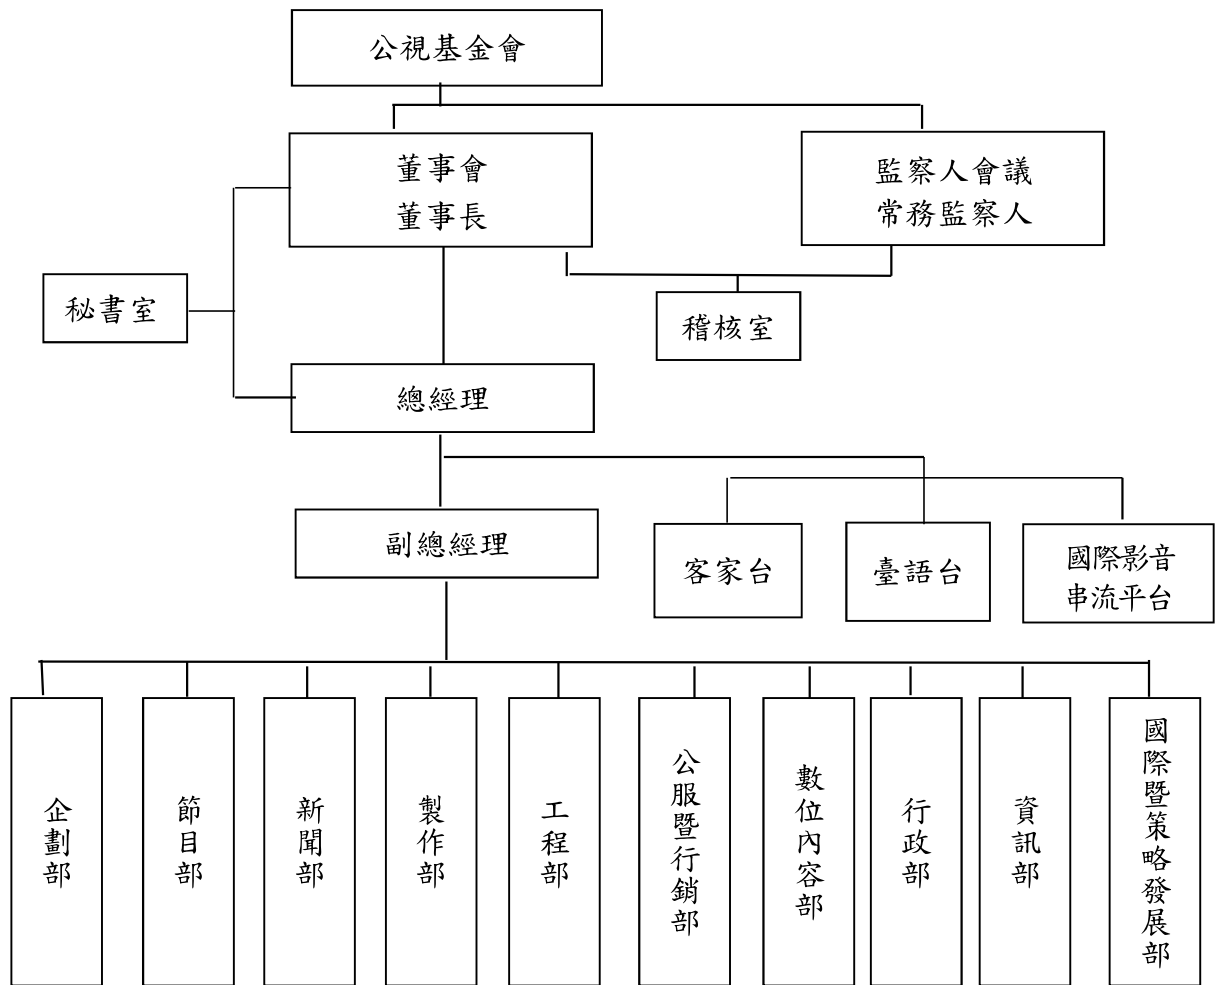 公視基金會
董事會
董事長
監察人會議
常務監察人
秘書室
稽核室
總經理
副總經理
客家台
臺語台
國際影音
串流平台
企劃部
節目部
新聞部
製作部
工程部
公服暨行銷部
數位內容部
行政部
資訊部
國際暨策略發展部